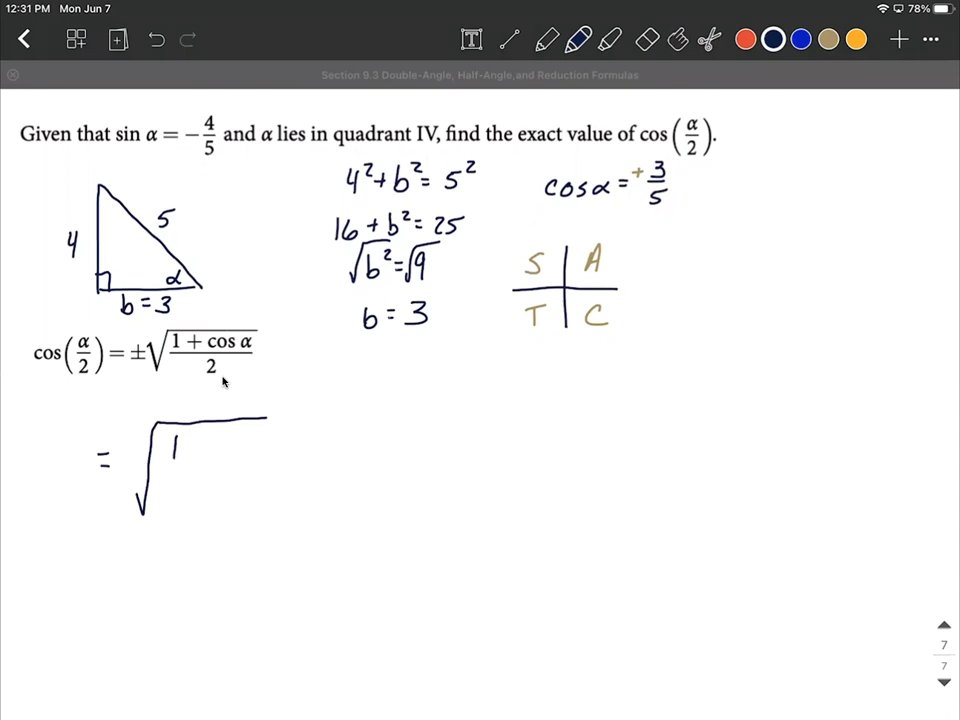 12:31 PM Mon Jun 7
78%
Section 9.3 Double-Angle, Half-Angle,and Reduction Formulas
Given that sin α = −4/5 and α lies in quadrant IV, find the exact value of cos(α/2).
4² + b² = 5²
cosα = +3/5
16 + b² = 25
√b² = √9
b = 3
4
5
α
b = 3
S A
T C
cos(α/2) = ±√((1 + cos α)/2)
= √1
7
7